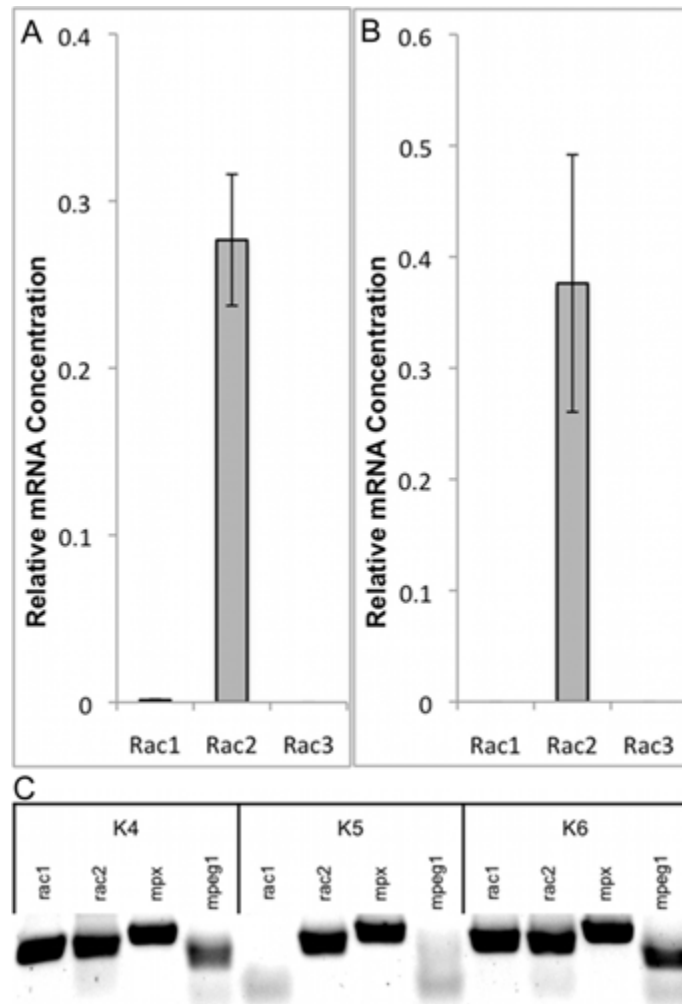 A
Relative mRNA Concentration
0.4
0.3
0.2
0.1
0
Rac1 Rac2 Rac3
B
Relative mRNA Concentration
0.6
0.5
0.4
0.3
0.2
0.1
0
Rac1 Rac2 Rac3
C
K4 K5 K6
rac1 rac2 mpx mpeg1 rac1 rac2 mpx mpeg1 rac1 rac2 mpx mpeg1